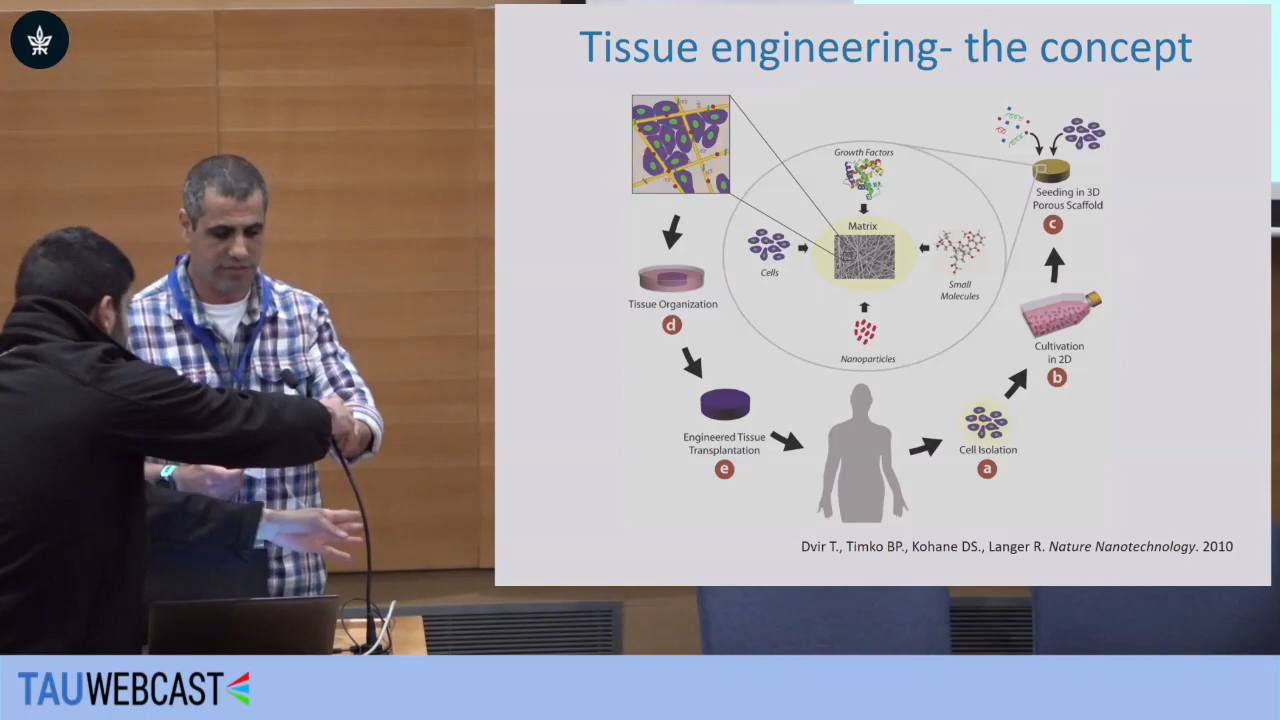 Tissue engineering- the concept
Growth Factors
Matrix
Cells
Small
Molecules
Nanoparticles
Seeding in 3D
Porous Scaffold
c
Tissue Organization
d
Cultivation
in 2D
b
Engineered Tissue
Transplantation
e
Cell Isolation
a
Dvir T., Timko BP., Kohane DS., Langer R. Nature Nanotechnology. 2010
TAUWEBCAST